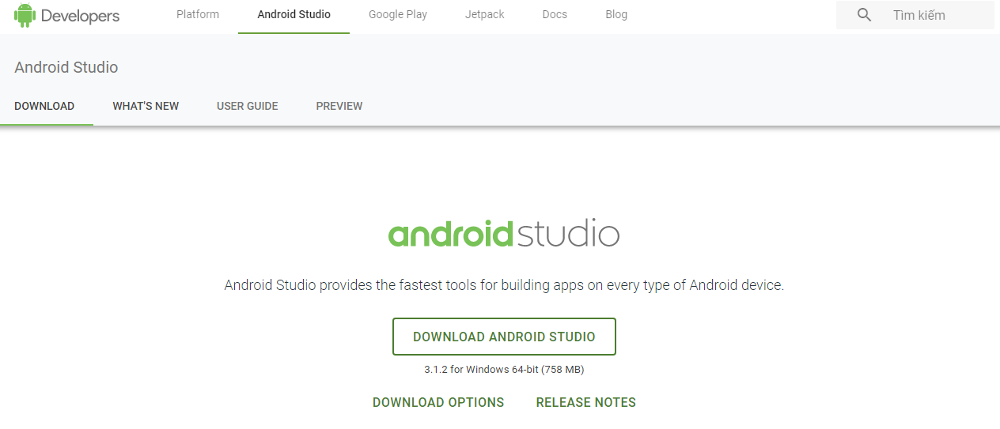 Developers Platform Android Studio Google Play Jetpack Docs Blog Tìm kiếm
Android Studio
DOWNLOAD WHAT'S NEW USER GUIDE PREVIEW
androidstudio
Android Studio provides the fastest tools for building apps on every type of Android device.
DOWNLOAD ANDROID STUDIO
3.1.2 for Windows 64-bit (758 MB)
DOWNLOAD OPTIONS RELEASE NOTES